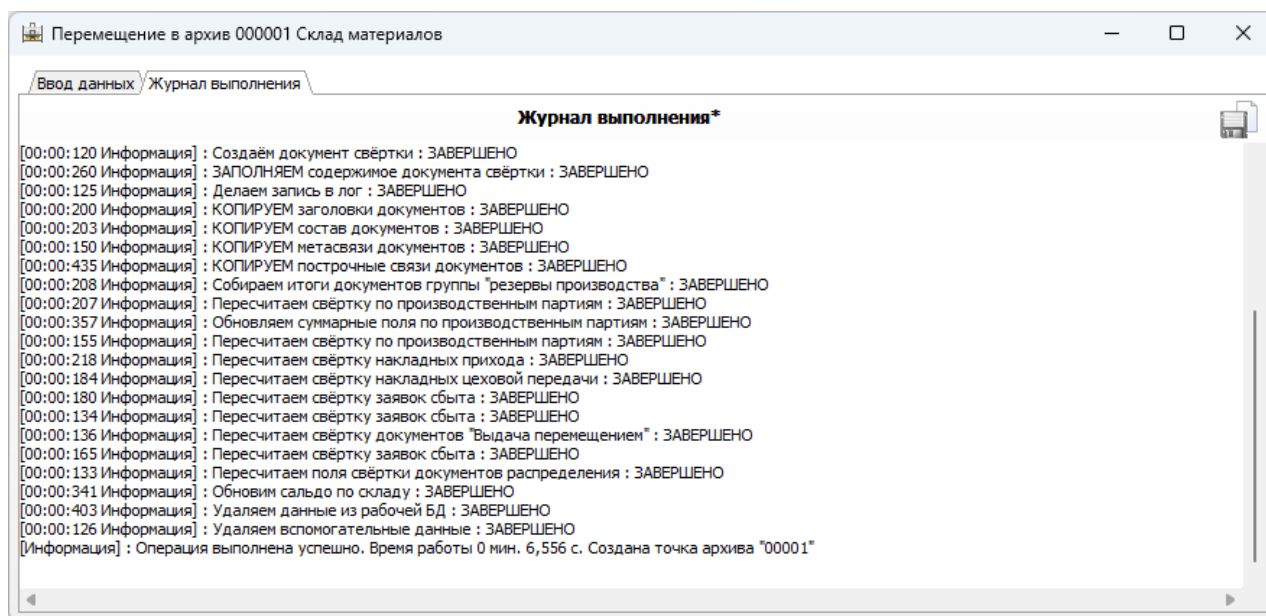 Перемещение в архив 000001 Склад материалов
Ввод данных Журнал выполнения
Журнал выполнения*
[00:00:120 Информация] : Создаём документ свёртки : ЗАВЕРШЕНО
[00:00:260 Информация] : ЗАПОЛНЯЕМ содержимое документа свёртки : ЗАВЕРШЕНО
[00:00:125 Информация] : Делаем запись в лог : ЗАВЕРШЕНО
[00:00:200 Информация] : КОПИРУЕМ заголовки документов : ЗАВЕРШЕНО
[00:00:203 Информация] : КОПИРУЕМ состав документов : ЗАВЕРШЕНО
[00:00:150 Информация] : КОПИРУЕМ метасвязи документов : ЗАВЕРШЕНО
[00:00:435 Информация] : КОПИРУЕМ построчные связи документов : ЗАВЕРШЕНО
[00:00:208 Информация] : Собираем итоги документов группы "резервы производства" : ЗАВЕРШЕНО
[00:00:207 Информация] : Пересчитаем свёртку по производственным партиям : ЗАВЕРШЕНО
[00:00:357 Информация] : Обновляем суммарные поля по производственным партиям : ЗАВЕРШЕНО
[00:00:155 Информация] : Пересчитаем свёртку по производственным партиям : ЗАВЕРШЕНО
[00:00:218 Информация] : Пересчитаем свёртку накладных прихода : ЗАВЕРШЕНО
[00:00:184 Информация] : Пересчитаем свёртку накладных цеховой передачи : ЗАВЕРШЕНО
[00:00:180 Информация] : Пересчитаем свёртку заявок сбыта : ЗАВЕРШЕНО
[00:00:134 Информация] : Пересчитаем свёртку заявок сбыта : ЗАВЕРШЕНО
[00:00:136 Информация] : Пересчитаем свёртку документов "Выдача перемещением" : ЗАВЕРШЕНО
[00:00:165 Информация] : Пересчитаем свёртку заявок сбыта : ЗАВЕРШЕНО
[00:00:133 Информация] : Пересчитаем поля свёртки документов распределения : ЗАВЕРШЕНО
[00:00:341 Информация] : Обновим сальдо по складу : ЗАВЕРШЕНО
[00:00:403 Информация] : Удаляем данные из рабочей БД : ЗАВЕРШЕНО
[00:00:126 Информация] : Удаляем вспомогательные данные : ЗАВЕРШЕНО
[Информация] : Операция выполнена успешно. Время работы 0 мин. 6,556 с. Создана точка архива "00001"